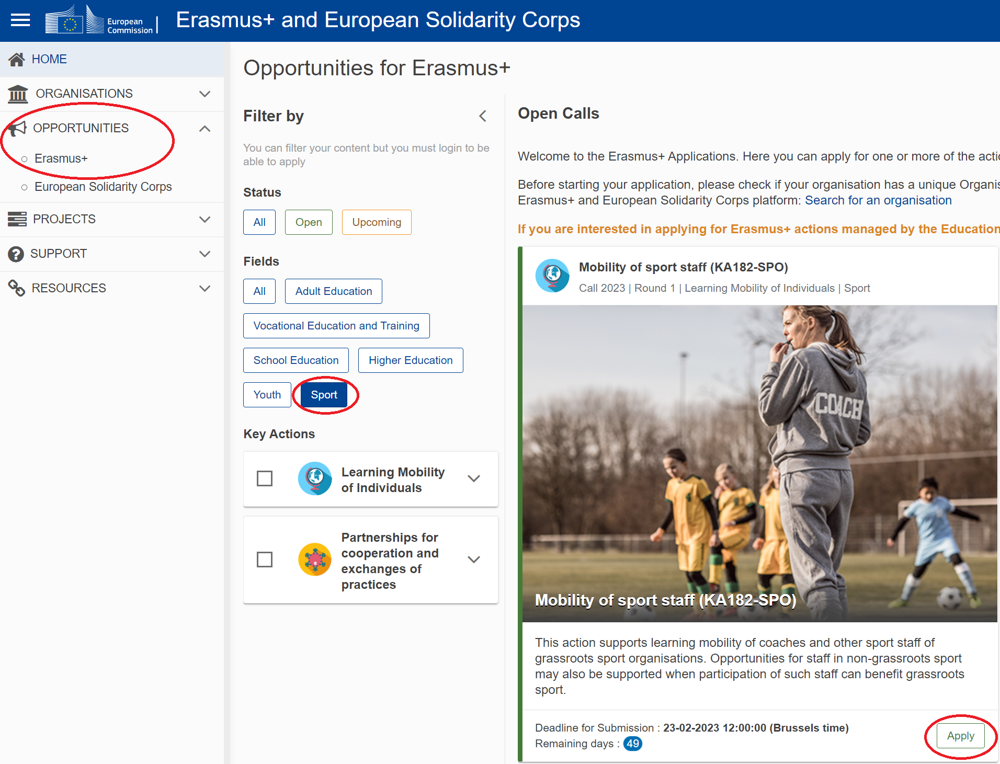 European
Commission
Erasmus+ and European Solidarity Corps
HOME
ORGANISATIONS
OPPORTUNITIES
Erasmus+
European Solidarity Corps
PROJECTS
SUPPORT
RESOURCES
Opportunities for Erasmus+
Filter by
You can filter your content but you must login to be
able to apply
Status
All
Open
Upcoming
Fields
All
Adult Education
Vocational Education and Training
School Education
Higher Education
Youth
Sport
Key Actions
Learning Mobility
of Individuals
Partnerships for
cooperation and
exchanges of
practices
Open Calls
Welcome to the Erasmus+ Applications. Here you can apply for one or more of the
Before starting your application, please check if your organisation has a unique
Erasmus+ and European Solidarity Corps platform: Search for an organisation
If you are interested in applying for Erasmus+ actions managed by the Education
Mobility of sport staff (KA182-SPO)
Call 2023 | Round 1 | Learning Mobility of Individuals | Sport
COACH
Mobility of sport staff (KA182-SPO)
This action supports learning mobility of coaches and other sport staff of
grassroots sport organisations. Opportunities for staff in non-grassroots sport
may also be supported when participation of such staff can benefit grassroots
sport.
Deadline for Submission : 23-02-2023 12:00:00 (Brussels time)
Remaining days : 49
Apply